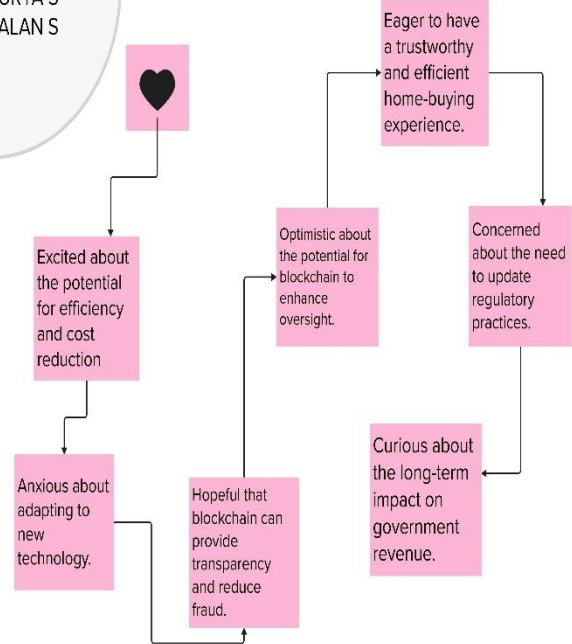 ALAN S
Excited about
the potential
for efficiency
and cost
reduction
Anxious about
adapting to
new
technology.
Hopeful that
blockchain can
provide
transparency
and reduce
fraud.
Optimistic about
the potential for
blockchain to
enhance
oversight.
Eager to have
a trustworthy
and efficient
home-buying
experience.
Concerned
about the need
to update
regulatory
practices.
Curious about
the long-term
impact on
government
revenue.